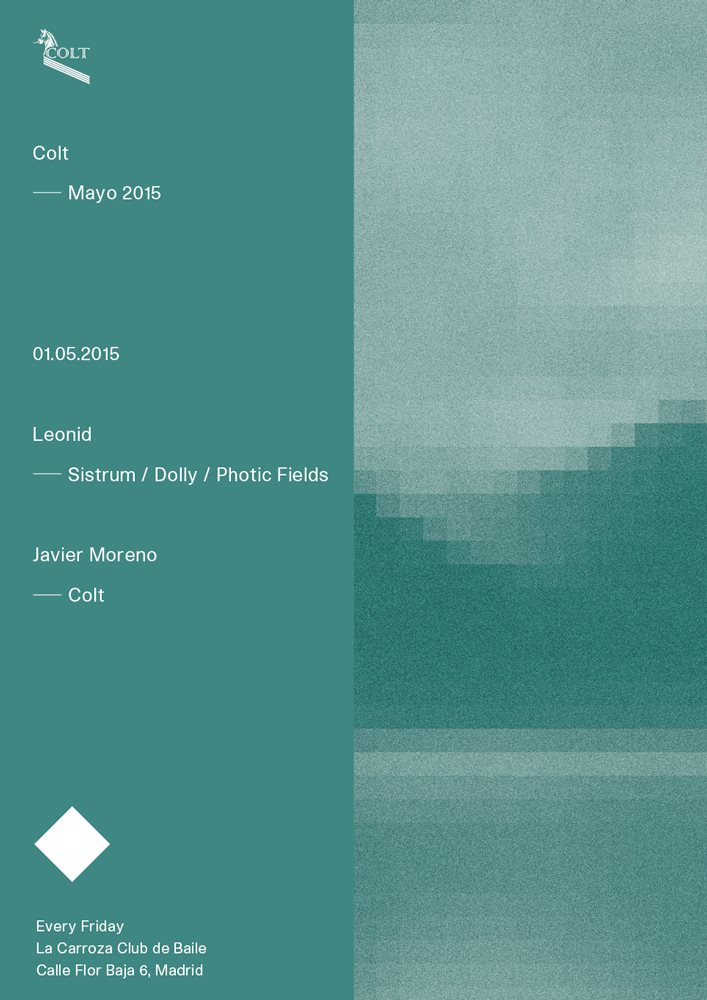 COLT
Colt
— Mayo 2015
01.05.2015
Leonid
— Sistrum / Dolly / Photic Fields
Javier Moreno
— Colt
Every Friday
La Carroza Club de Baile
Calle Flor Baja 6, Madrid